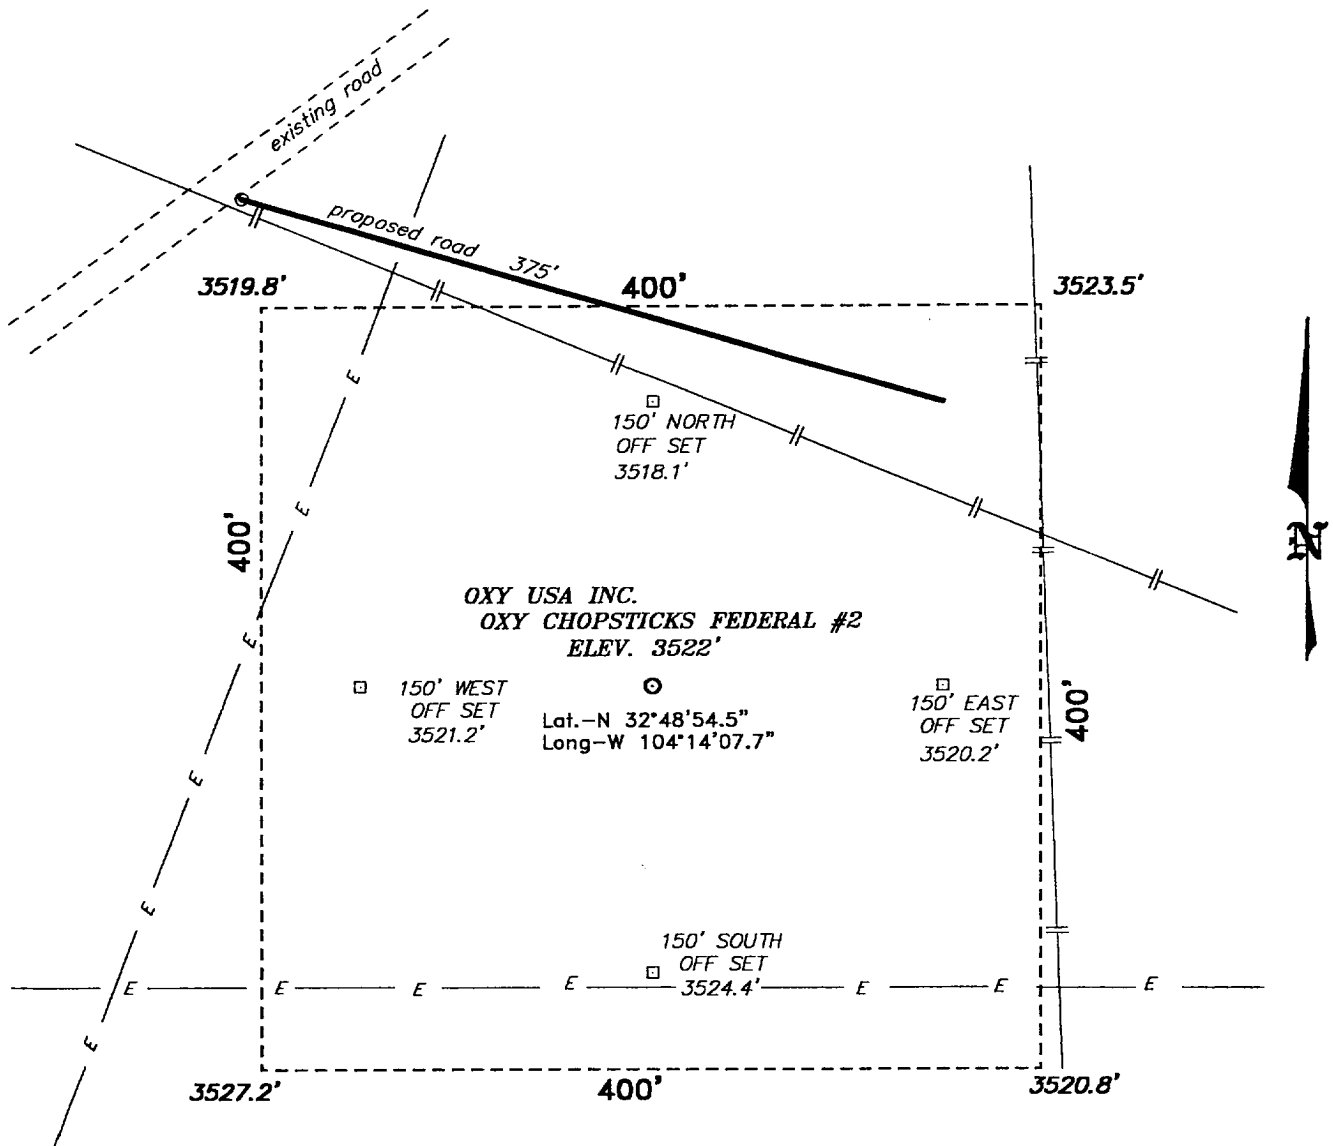 existing road
proposed road 375'
3519.8'
400'
3523.5'
150' NORTH
OFF SET
3518.1'
E
E
400'
N
OXY USA INC.
OXY CHOPSTICKS FEDERAL #2
ELEV. 3522'
E
150' WEST
OFF SET
3521.2'
Lat.-N 32°48'54.5"
Long-W 104°14'07.7"
150' EAST
OFF SET
3520.2'
400'
E
E
150' SOUTH
OFF SET
3524.4'
E E E E E E E
E
3527.2'
400'
3520.8'